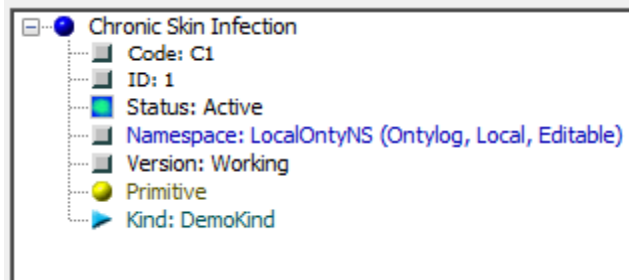 Chronic Skin Infection
Code: C1
ID: 1
Status: Active
Namespace: LocalOntyNS (Ontylog, Local, Editable)
Version: Working
Primitive
Kind: DemoKind